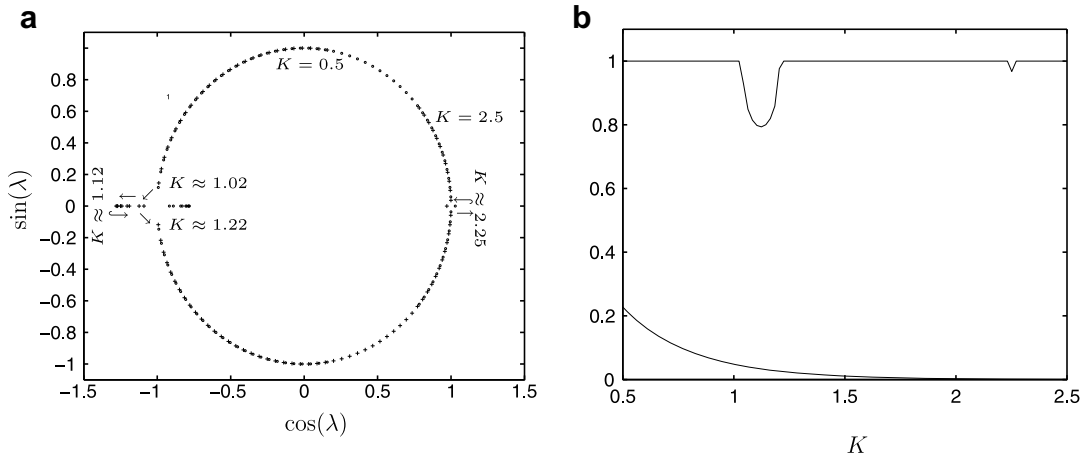 a
1
0.8
0.6
0.4
0.2
0
−0.2
−0.4
−0.6
−0.8
−1
sin(λ)
K = 0.5
K = 2.5
K ≈ 1.02
K ≈ 1.22
K ≈ 1.12
K ≈ 2.25
1
−1.5 −1 −0.5 0 0.5 1 1.5
cos(λ)
b
1
0.8
0.6
0.4
0.2
0
0.5 1 1.5 2 2.5
K